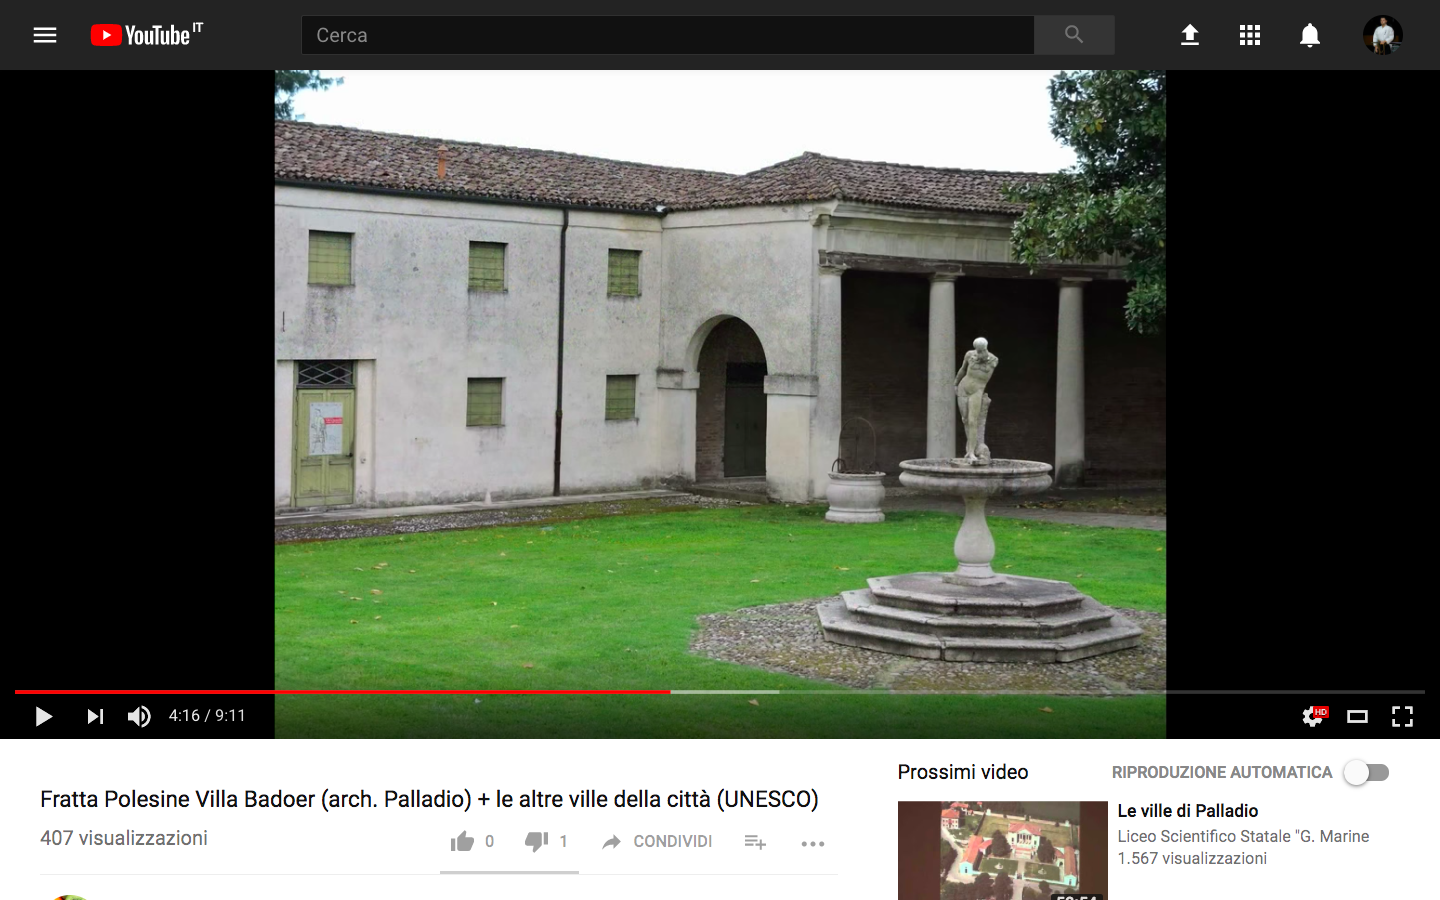 YouTube IT
Cerca
4:16 / 9:11
HD
Fratta Polesine Villa Badoer (arch. Palladio) + le altre ville della città (UNESCO)
407 visualizzazioni
0
1
CONDIVIDI
Prossimi video
RIPRODUZIONE AUTOMATICA
Le ville di Palladio
Liceo Scientifico Statale "G. Marine
1.567 visualizzazioni